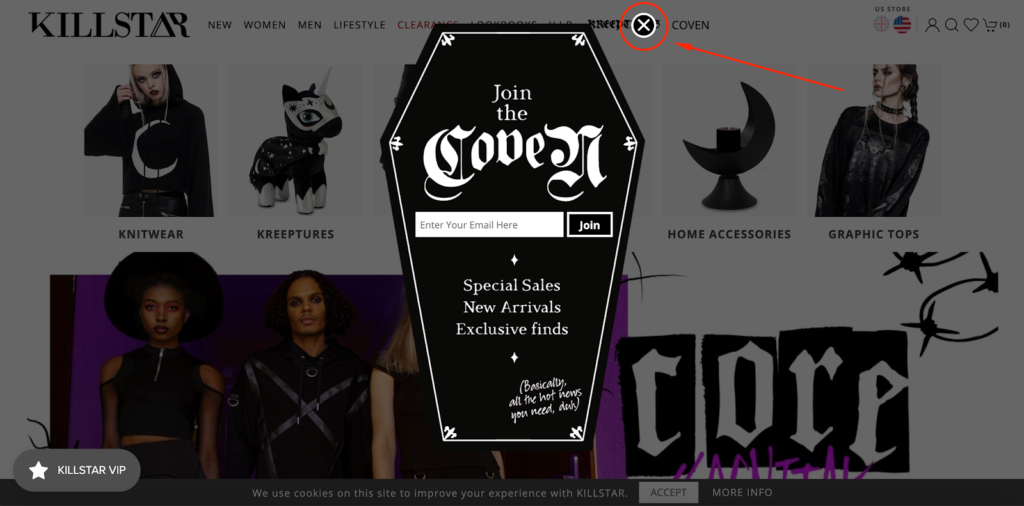 KILLSTAR
NEW WOMEN MEN LIFESTYLE CLEARANCE LOOKBOOKS V.I.P. COVEN
US STORE
(0)
Join
the
CoveN
Enter Your Email Here
Join
Special Sales
New Arrivals
Exclusive finds
(Basically,
all the hot news
you need, duh)
KNITWEAR
KREEPTURES
HOME ACCESSORIES
GRAPHIC TOPS
core
KILLSTAR VIP
We use cookies on this site to improve your experience with KILLSTAR. ACCEPT MORE INFO